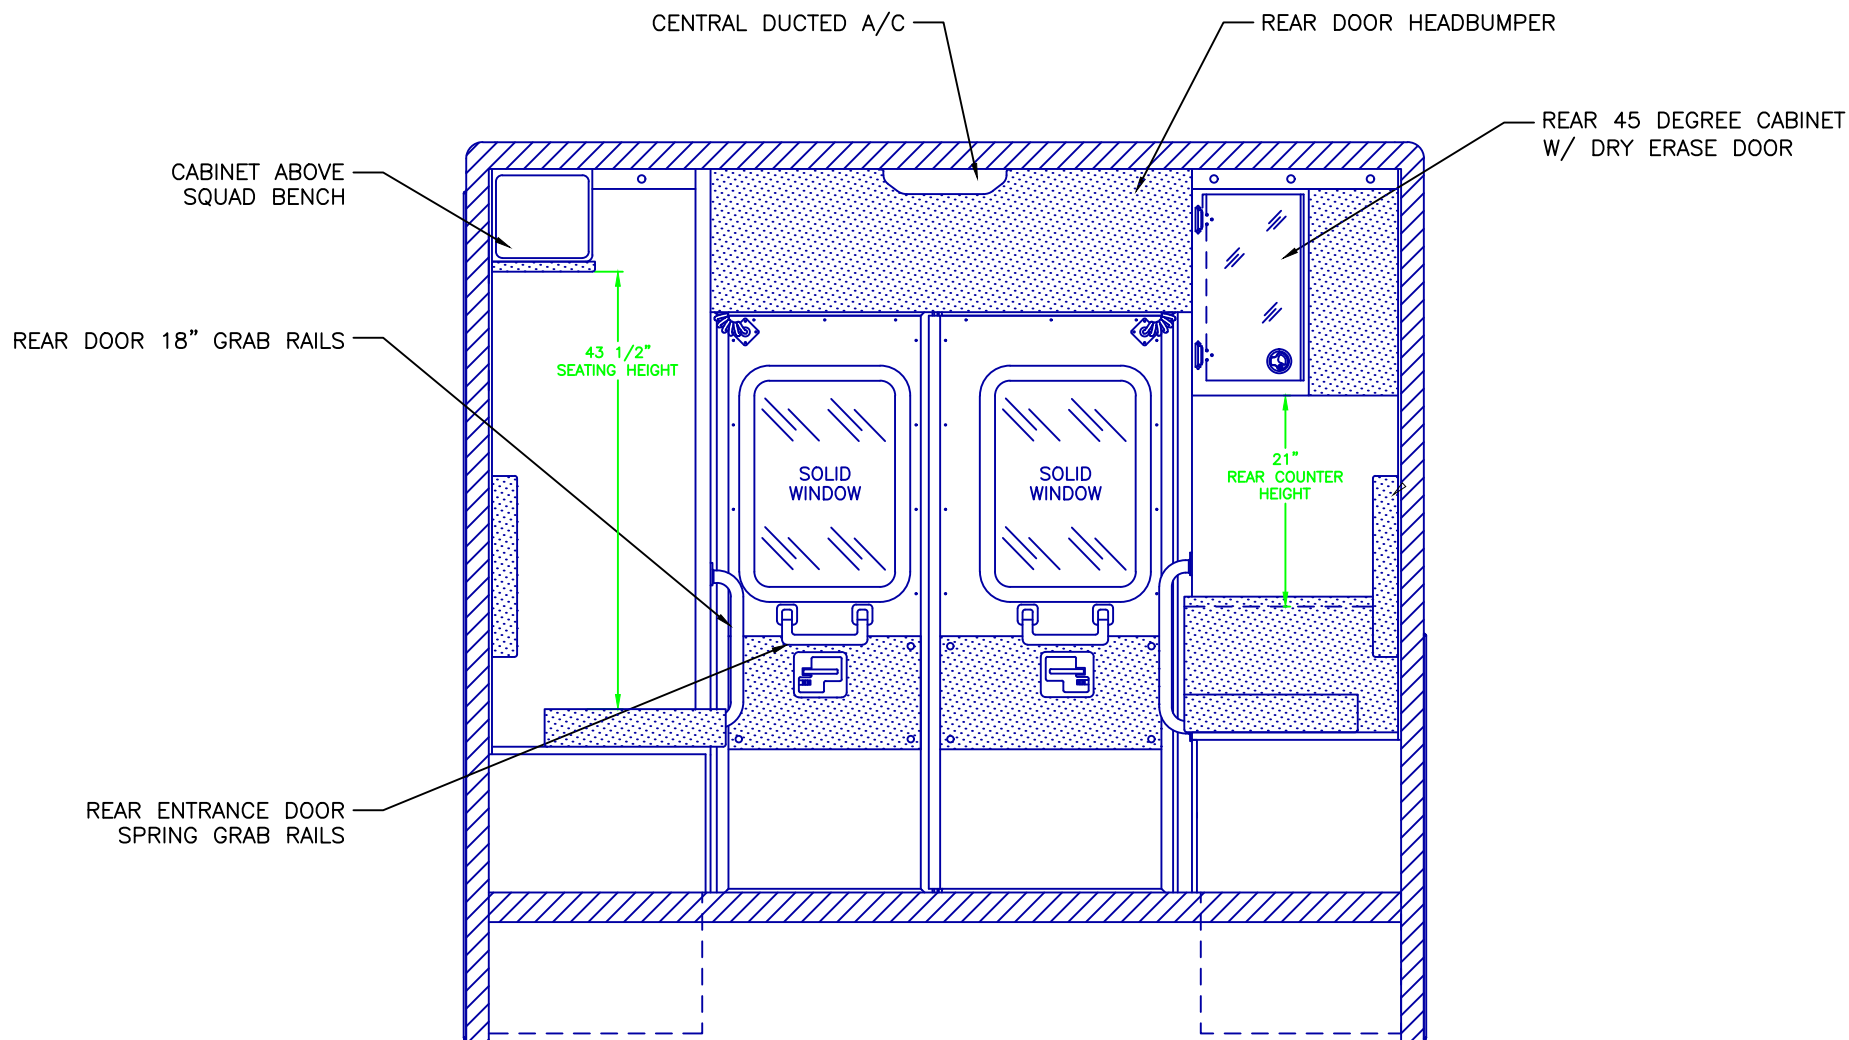 CENTRAL DUCTED A/C
REAR DOOR HEADBUMPER
REAR 45 DEGREE CABINET
W/ DRY ERASE DOOR
CABINET ABOVE
SQUAD BENCH
REAR DOOR 18” GRAB RAILS
43 1/2”
SEATING HEIGHT
SOLID
WINDOW
SOLID
WINDOW
21”
REAR COUNTER
HEIGHT
REAR ENTRANCE DOOR
SPRING GRAB RAILS